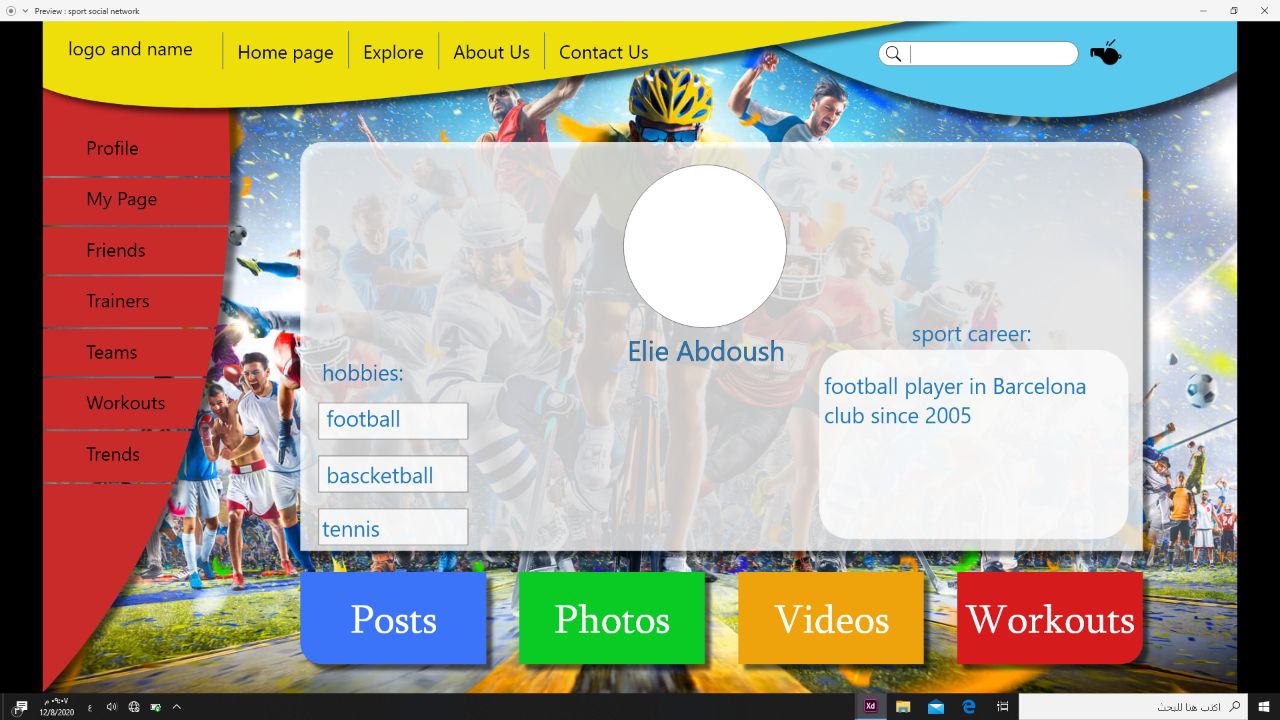 Preview : sport social network
logo and name
Home page
Explore
About Us
Contact Us
Profile
My Page
Friends
Trainers
Teams
Workouts
Trends
Elie Abdoush
hobbies:
football
bascketball
tennis
sport career:
football player in Barcelona
club since 2005
Posts
Photos
Videos
Workouts
12/8/2020
ع
Xd
اكتب هنا للبحث